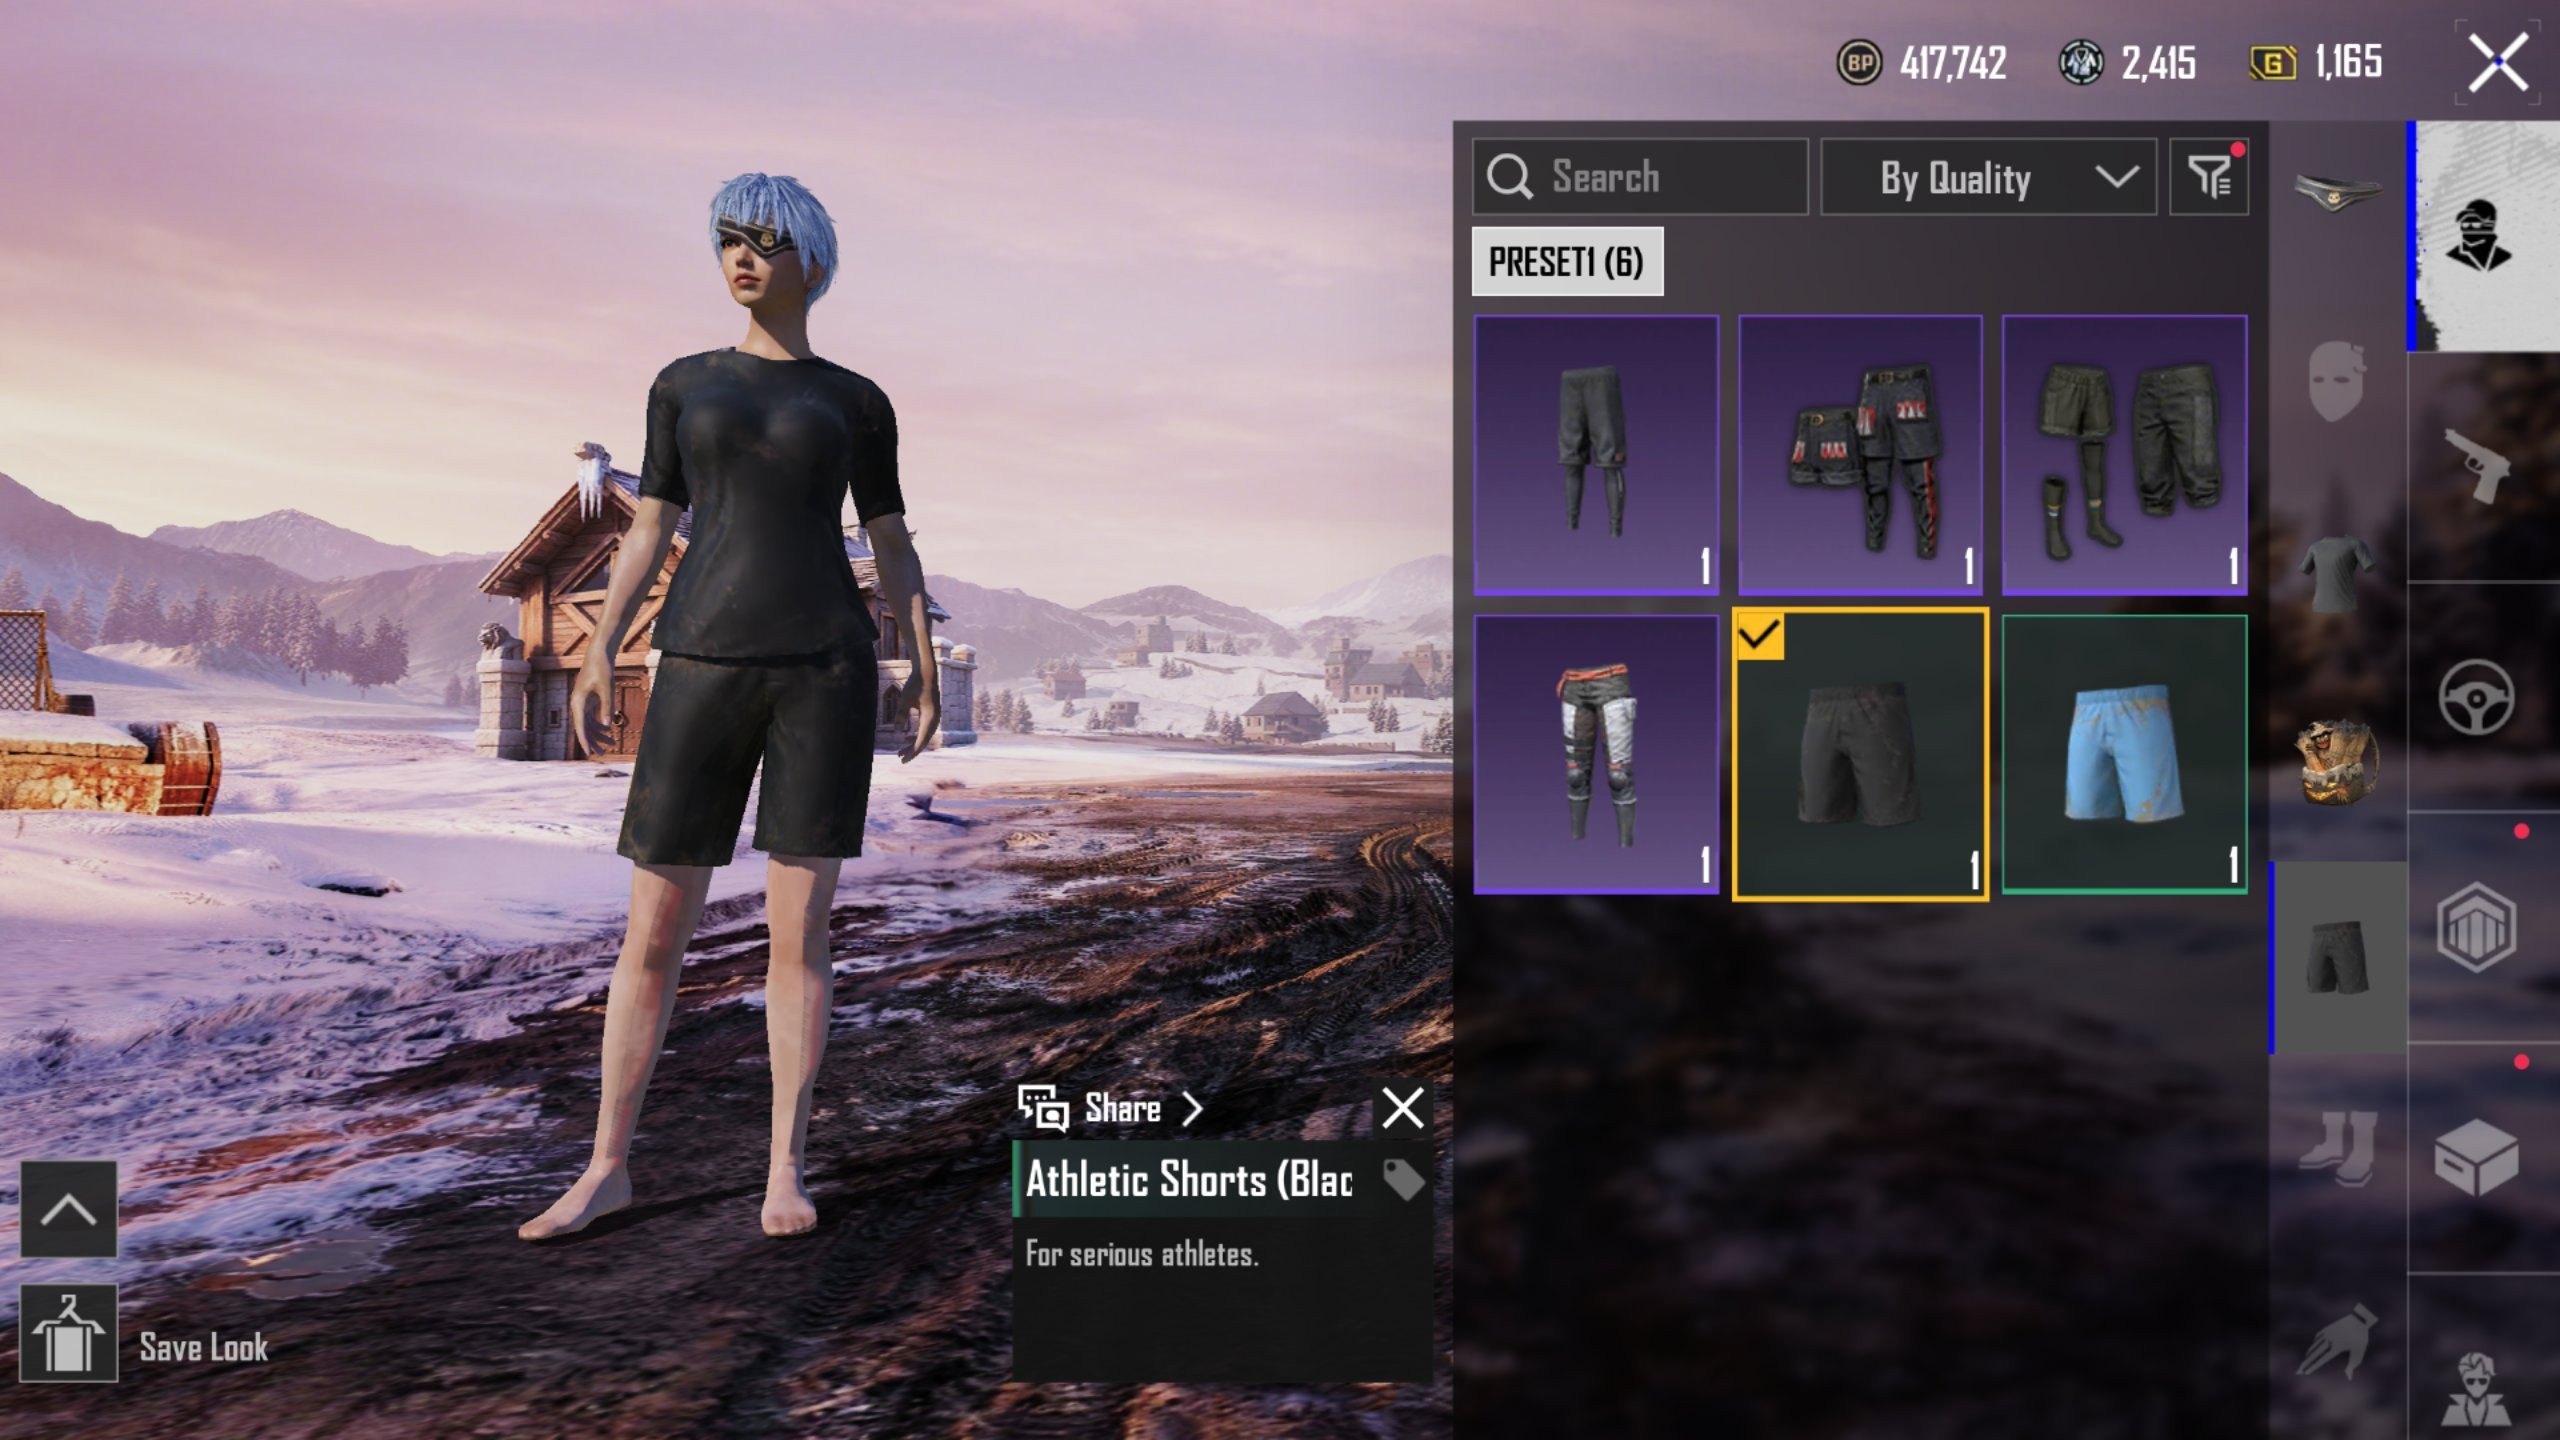 BP 417,742 2,415 G 1,165
Search By Quality
PRESET1 (6)
1 1 1
1 1 1
Share
Athletic Shorts (Blac
For serious athletes.
Save Look